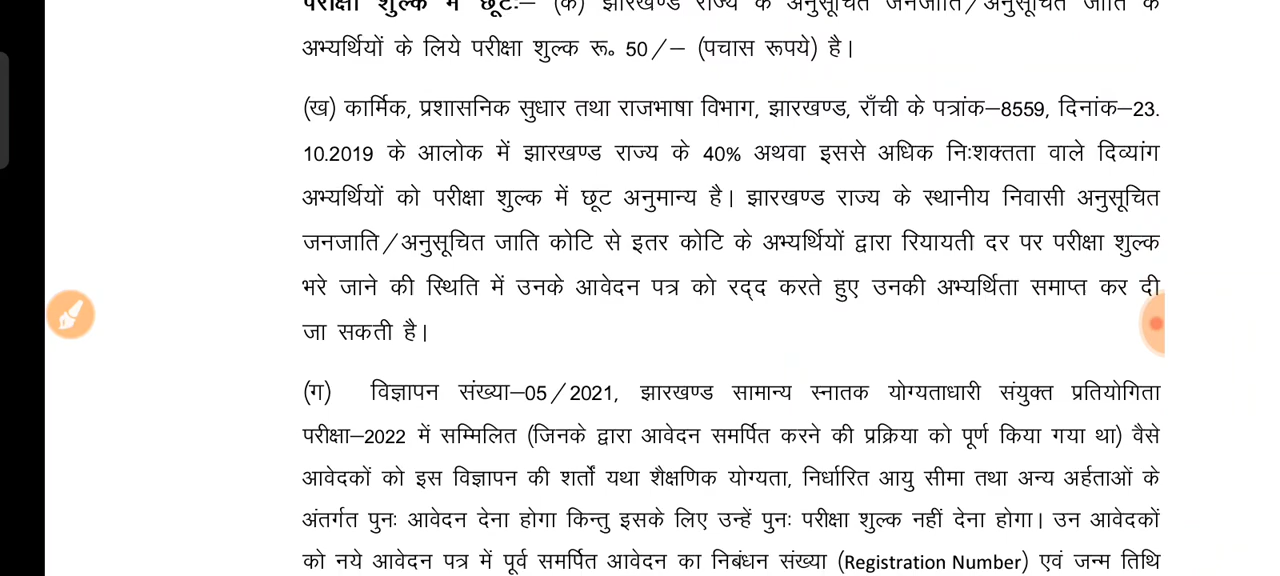 परीक्षा शुल्क में छूटः– (क) झारखण्ड राज्य के अनुसूचित जनजाति/अनुसूचित जाति के
अभ्यर्थियों के लिये परीक्षा शुल्क रू॰ 50/– (पचास रूपये) है।
(ख) कार्मिक, प्रशासनिक सुधार तथा राजभाषा विभाग, झारखण्ड, राँची के पत्रांक–8559, दिनांक–23.
10.2019 के आलोक में झारखण्ड राज्य के 40% अथवा इससे अधिक निःशक्तता वाले दिव्यांग
अभ्यर्थियों को परीक्षा शुल्क में छूट अनुमान्य है। झारखण्ड राज्य के स्थानीय निवासी अनुसूचित
जनजाति/अनुसूचित जाति कोटि से इतर कोटि के अभ्यर्थियों द्वारा रियायती दर पर परीक्षा शुल्क
भरे जाने की स्थिति में उनके आवेदन पत्र को रद्द करते हुए उनकी अभ्यर्थिता समाप्त कर दी
जा सकती है।
(ग) विज्ञापन संख्या–05/2021, झारखण्ड सामान्य स्नातक योग्यताधारी संयुक्त प्रतियोगिता
परीक्षा–2022 में सम्मिलित (जिनके द्वारा आवेदन समर्पित करने की प्रक्रिया को पूर्ण किया गया था) वैसे
आवेदकों को इस विज्ञापन की शर्तों यथा शैक्षणिक योग्यता, निर्धारित आयु सीमा तथा अन्य अर्हताओं के
अंतर्गत पुनः आवेदन देना होगा किन्तु इसके लिए उन्हें पुनः परीक्षा शुल्क नहीं देना होगा। उन आवेदकों
को नये आवेदन पत्र में पूर्व समर्पित आवेदन का निबंधन संख्या (Registration Number) एवं जन्म तिथि